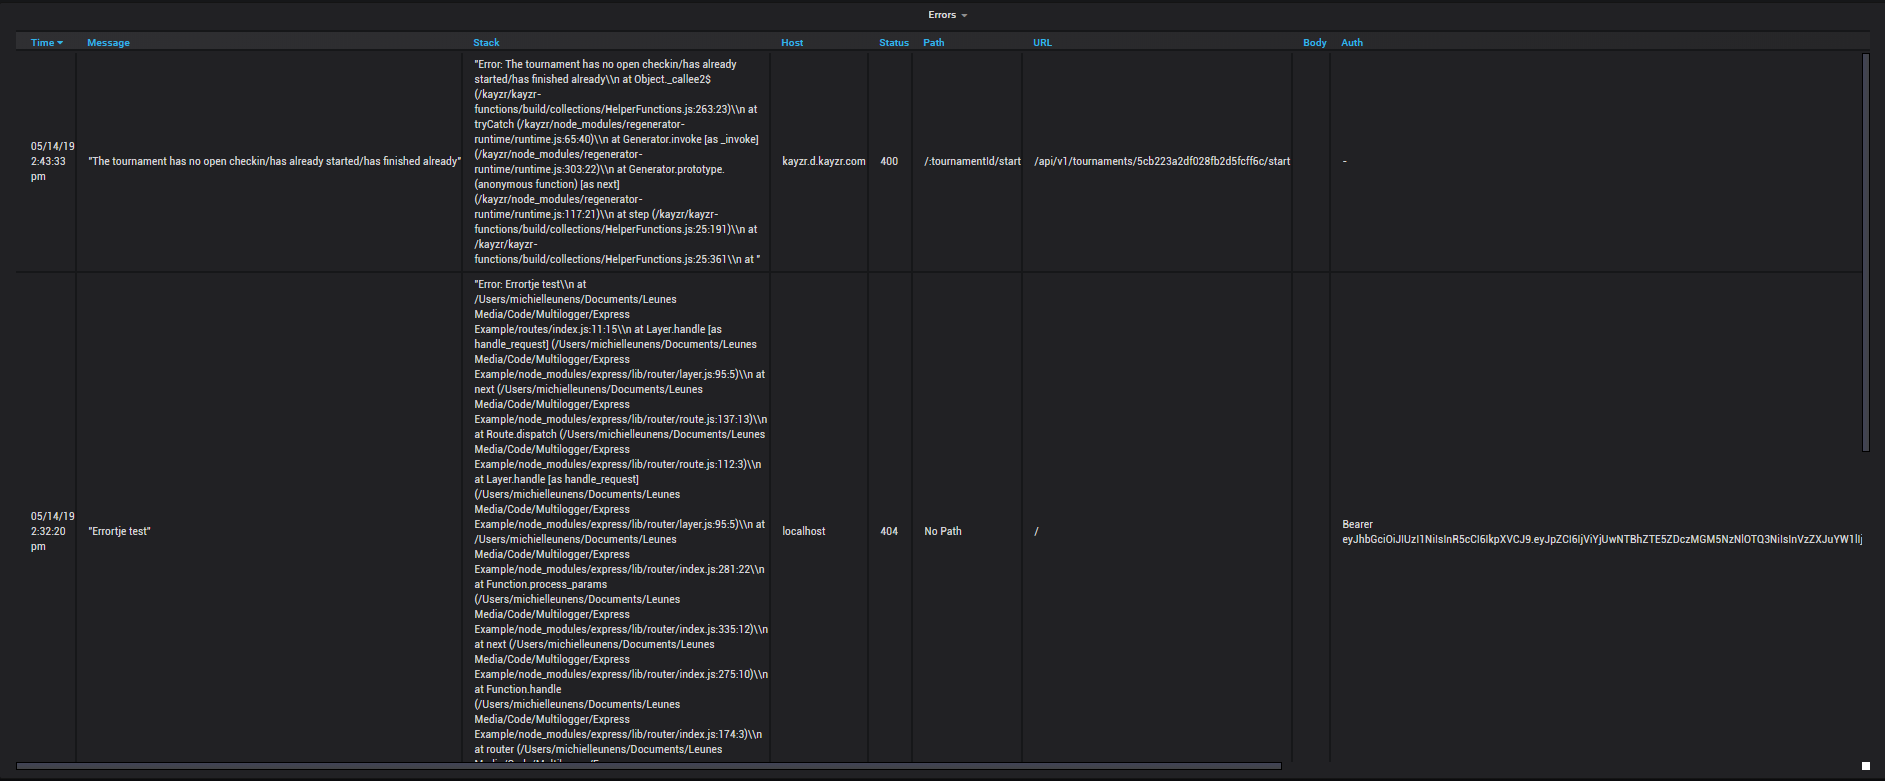 Errors
Time Message Stack Host Status Path URL Body Auth
05/14/19
2:43:33
pm
"The tournament has no open checkin/has already started/has finished already"
"Error: The tournament has no open checkin/has already
started/has finished already\\n at Object._callee2$
(/kayzr/kayzr-
functions/build/collections/HelperFunctions.js:263:23)\\n at
tryCatch (/kayzr/node_modules/regenerator-
runtime/runtime.js:65:40)\\n at Generator.invoke [as _invoke]
(/kayzr/node_modules/regenerator-
runtime/runtime.js:303:22)\\n at Generator.prototype.
(anonymous function) [as next]
(/kayzr/node_modules/regenerator-
runtime/runtime.js:117:21)\\n at step (/kayzr/kayzr-
functions/build/collections/HelperFunctions.js:25:191)\\n at
/kayzr/kayzr-
functions/build/collections/HelperFunctions.js:25:361\\n at "
kayzr.d.kayzr.com
400
/:tournamentId/start
/api/v1/tournaments/5cb223a2df028fb2d5fcff6c/start
-
05/14/19
2:32:20
pm
"Errortje test"
"Error: Errortje test\\n at
/Users/michielleunens/Documents/Leunes
Media/Code/Multilogger/Express
Example/routes/index.js:11:15\\n at Layer.handle [as
handle_request] (/Users/michielleunens/Documents/Leunes
Media/Code/Multilogger/Express
Example/node_modules/express/lib/router/layer.js:95:5)\\n at
next (/Users/michielleunens/Documents/Leunes
Media/Code/Multilogger/Express
Example/node_modules/express/lib/router/route.js:137:13)\\n
at Route.dispatch (/Users/michielleunens/Documents/Leunes
Media/Code/Multilogger/Express
Example/node_modules/express/lib/router/route.js:112:3)\\n
at Layer.handle [as handle_request]
(/Users/michielleunens/Documents/Leunes
Media/Code/Multilogger/Express
Example/node_modules/express/lib/router/layer.js:95:5)\\n at
/Users/michielleunens/Documents/Leunes
Media/Code/Multilogger/Express
Example/node_modules/express/lib/router/index.js:281:22\\n
at Function.process_params
(/Users/michielleunens/Documents/Leunes
Media/Code/Multilogger/Express
Example/node_modules/express/lib/router/index.js:335:12)\\n
at next (/Users/michielleunens/Documents/Leunes
Media/Code/Multilogger/Express
Example/node_modules/express/lib/router/index.js:275:10)\\n
at Function.handle
(/Users/michielleunens/Documents/Leunes
Media/Code/Multilogger/Express
Example/node_modules/express/lib/router/index.js:174:3)\\n
at router (/Users/michielleunens/Documents/Leunes
localhost
404
No Path
/
Bearer